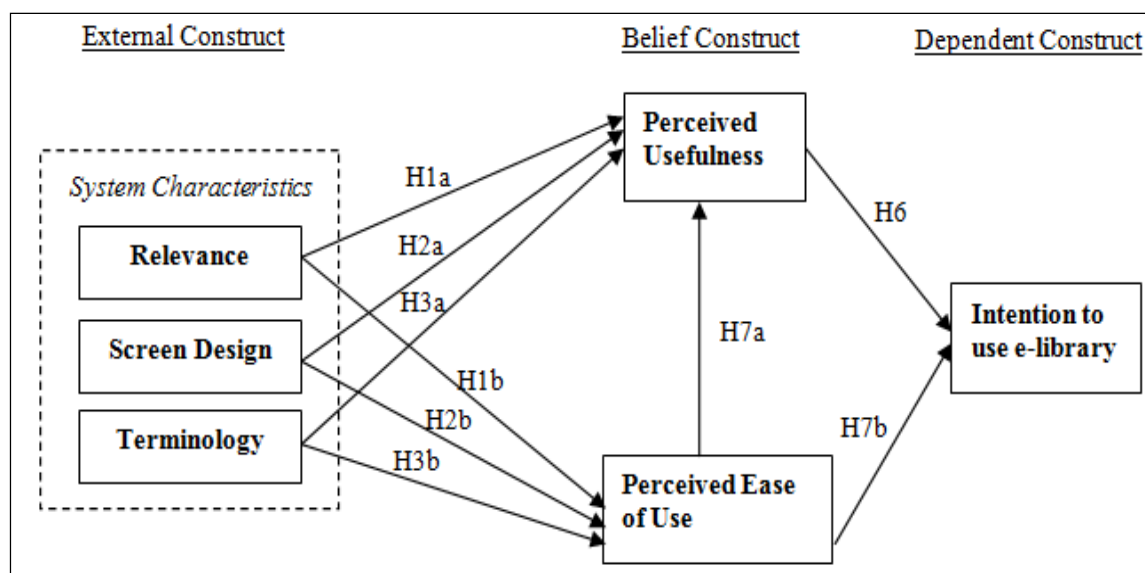 External Construct
Belief Construct
Dependent Construct
System Characteristics
Relevance
Screen Design
Terminology
H1a
H2a
H3a
H1b
H2b
H3b
Perceived
Usefulness
H7a
Perceived Ease
of Use
H6
H7b
Intention to
use e-library